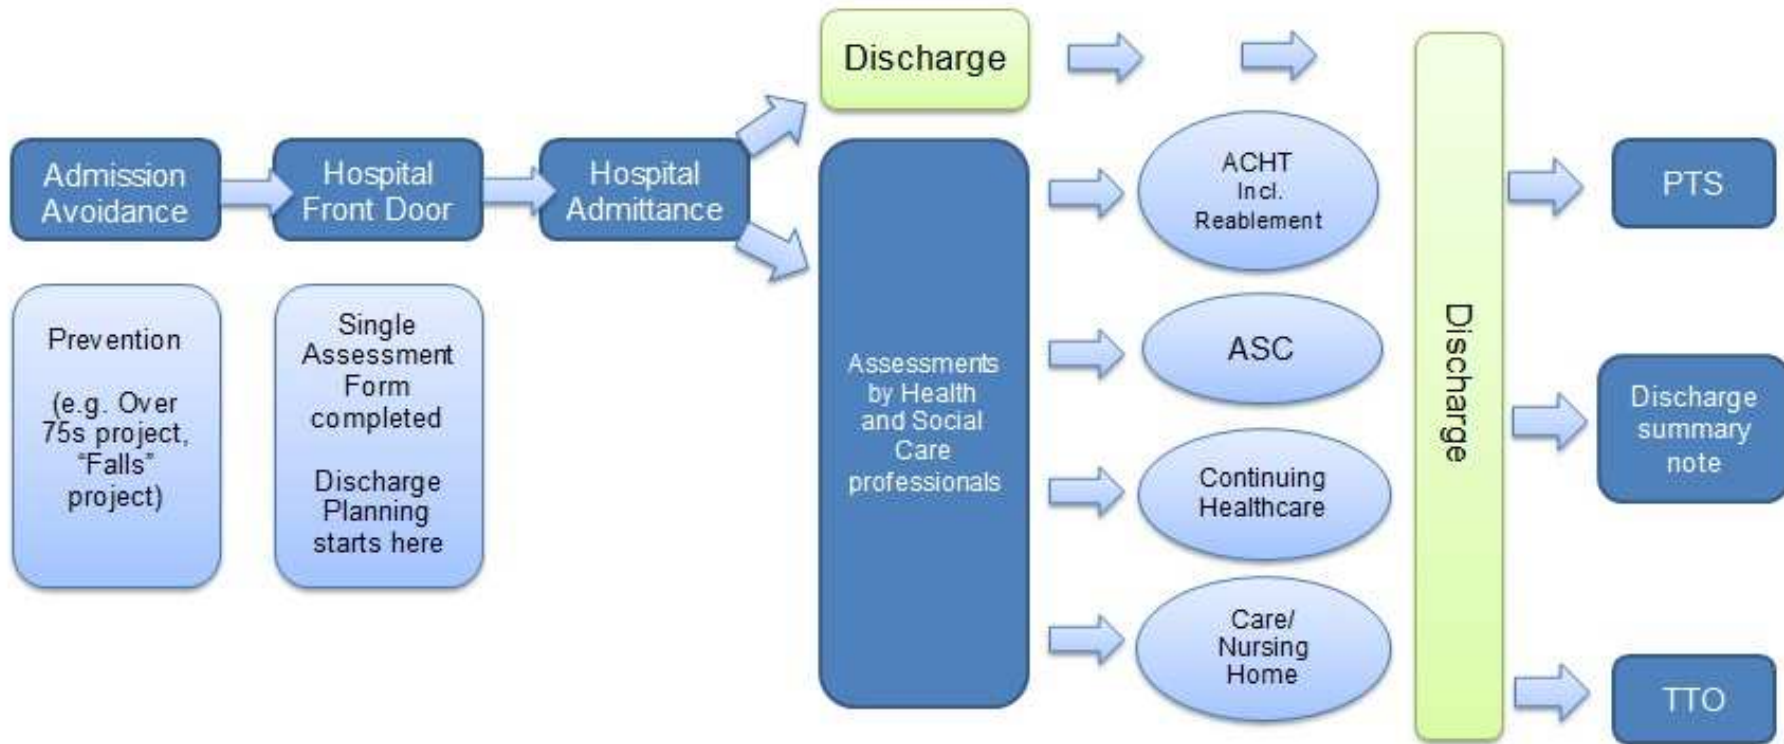 Admission
Avoidance
Prevention
(e.g. Over
75s project,
"Falls"
project)
Hospital
Front Door
Single
Assessment
Form
completed
Discharge
Planning
starts here
Hospital
Admittance
Discharge
Assessments
by Health
and Social
Care
professionals
ACHT
Incl.
Reablement
ASC
Continuing
Healthcare
Care/
Nursing
Home
Discharge
PTS
Discharge
summary
note
TTO